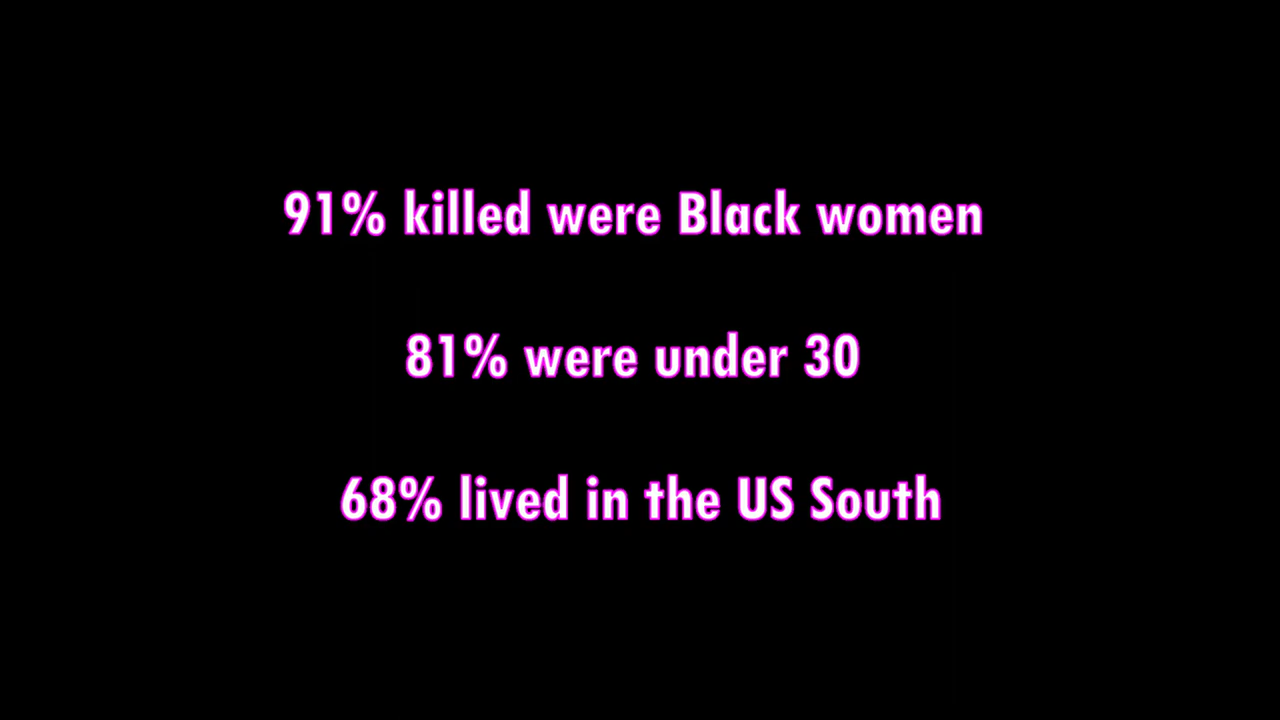 91% killed were Black women
81% were under 30
68% lived in the US South